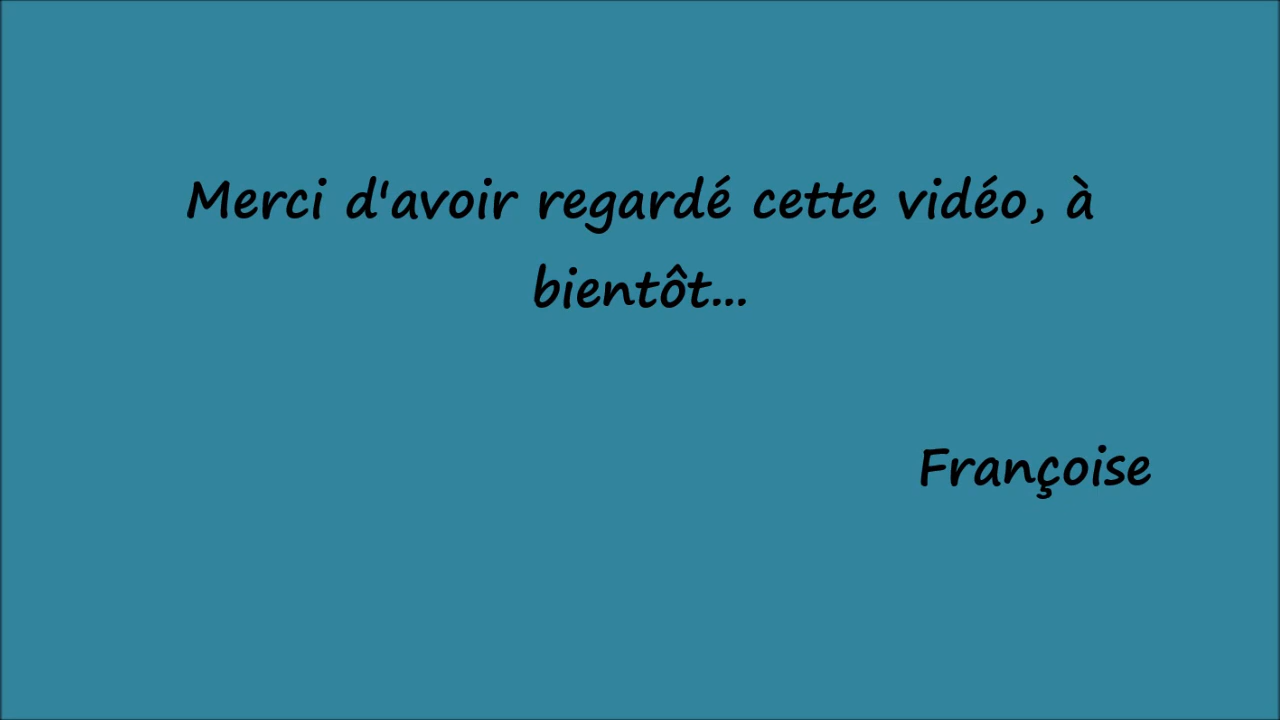 Merci d'avoir regardé cette vidéo, à
bientôt...
Françoise